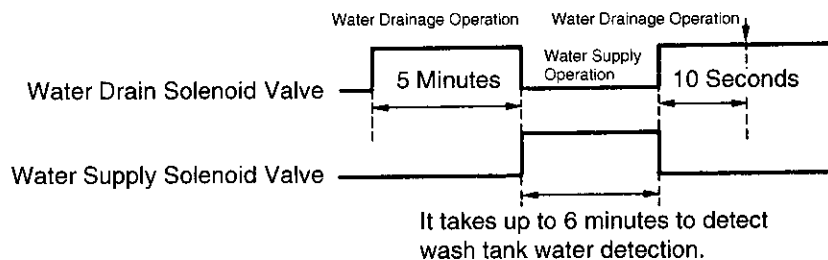 Water Drainage Operation
Water Drainage Operation
Water Supply
Operation
5 Minutes
10 Seconds
Water Drain Solenoid Valve
Water Supply Solenoid Valve
It takes up to 6 minutes to detect
wash tank water detection.